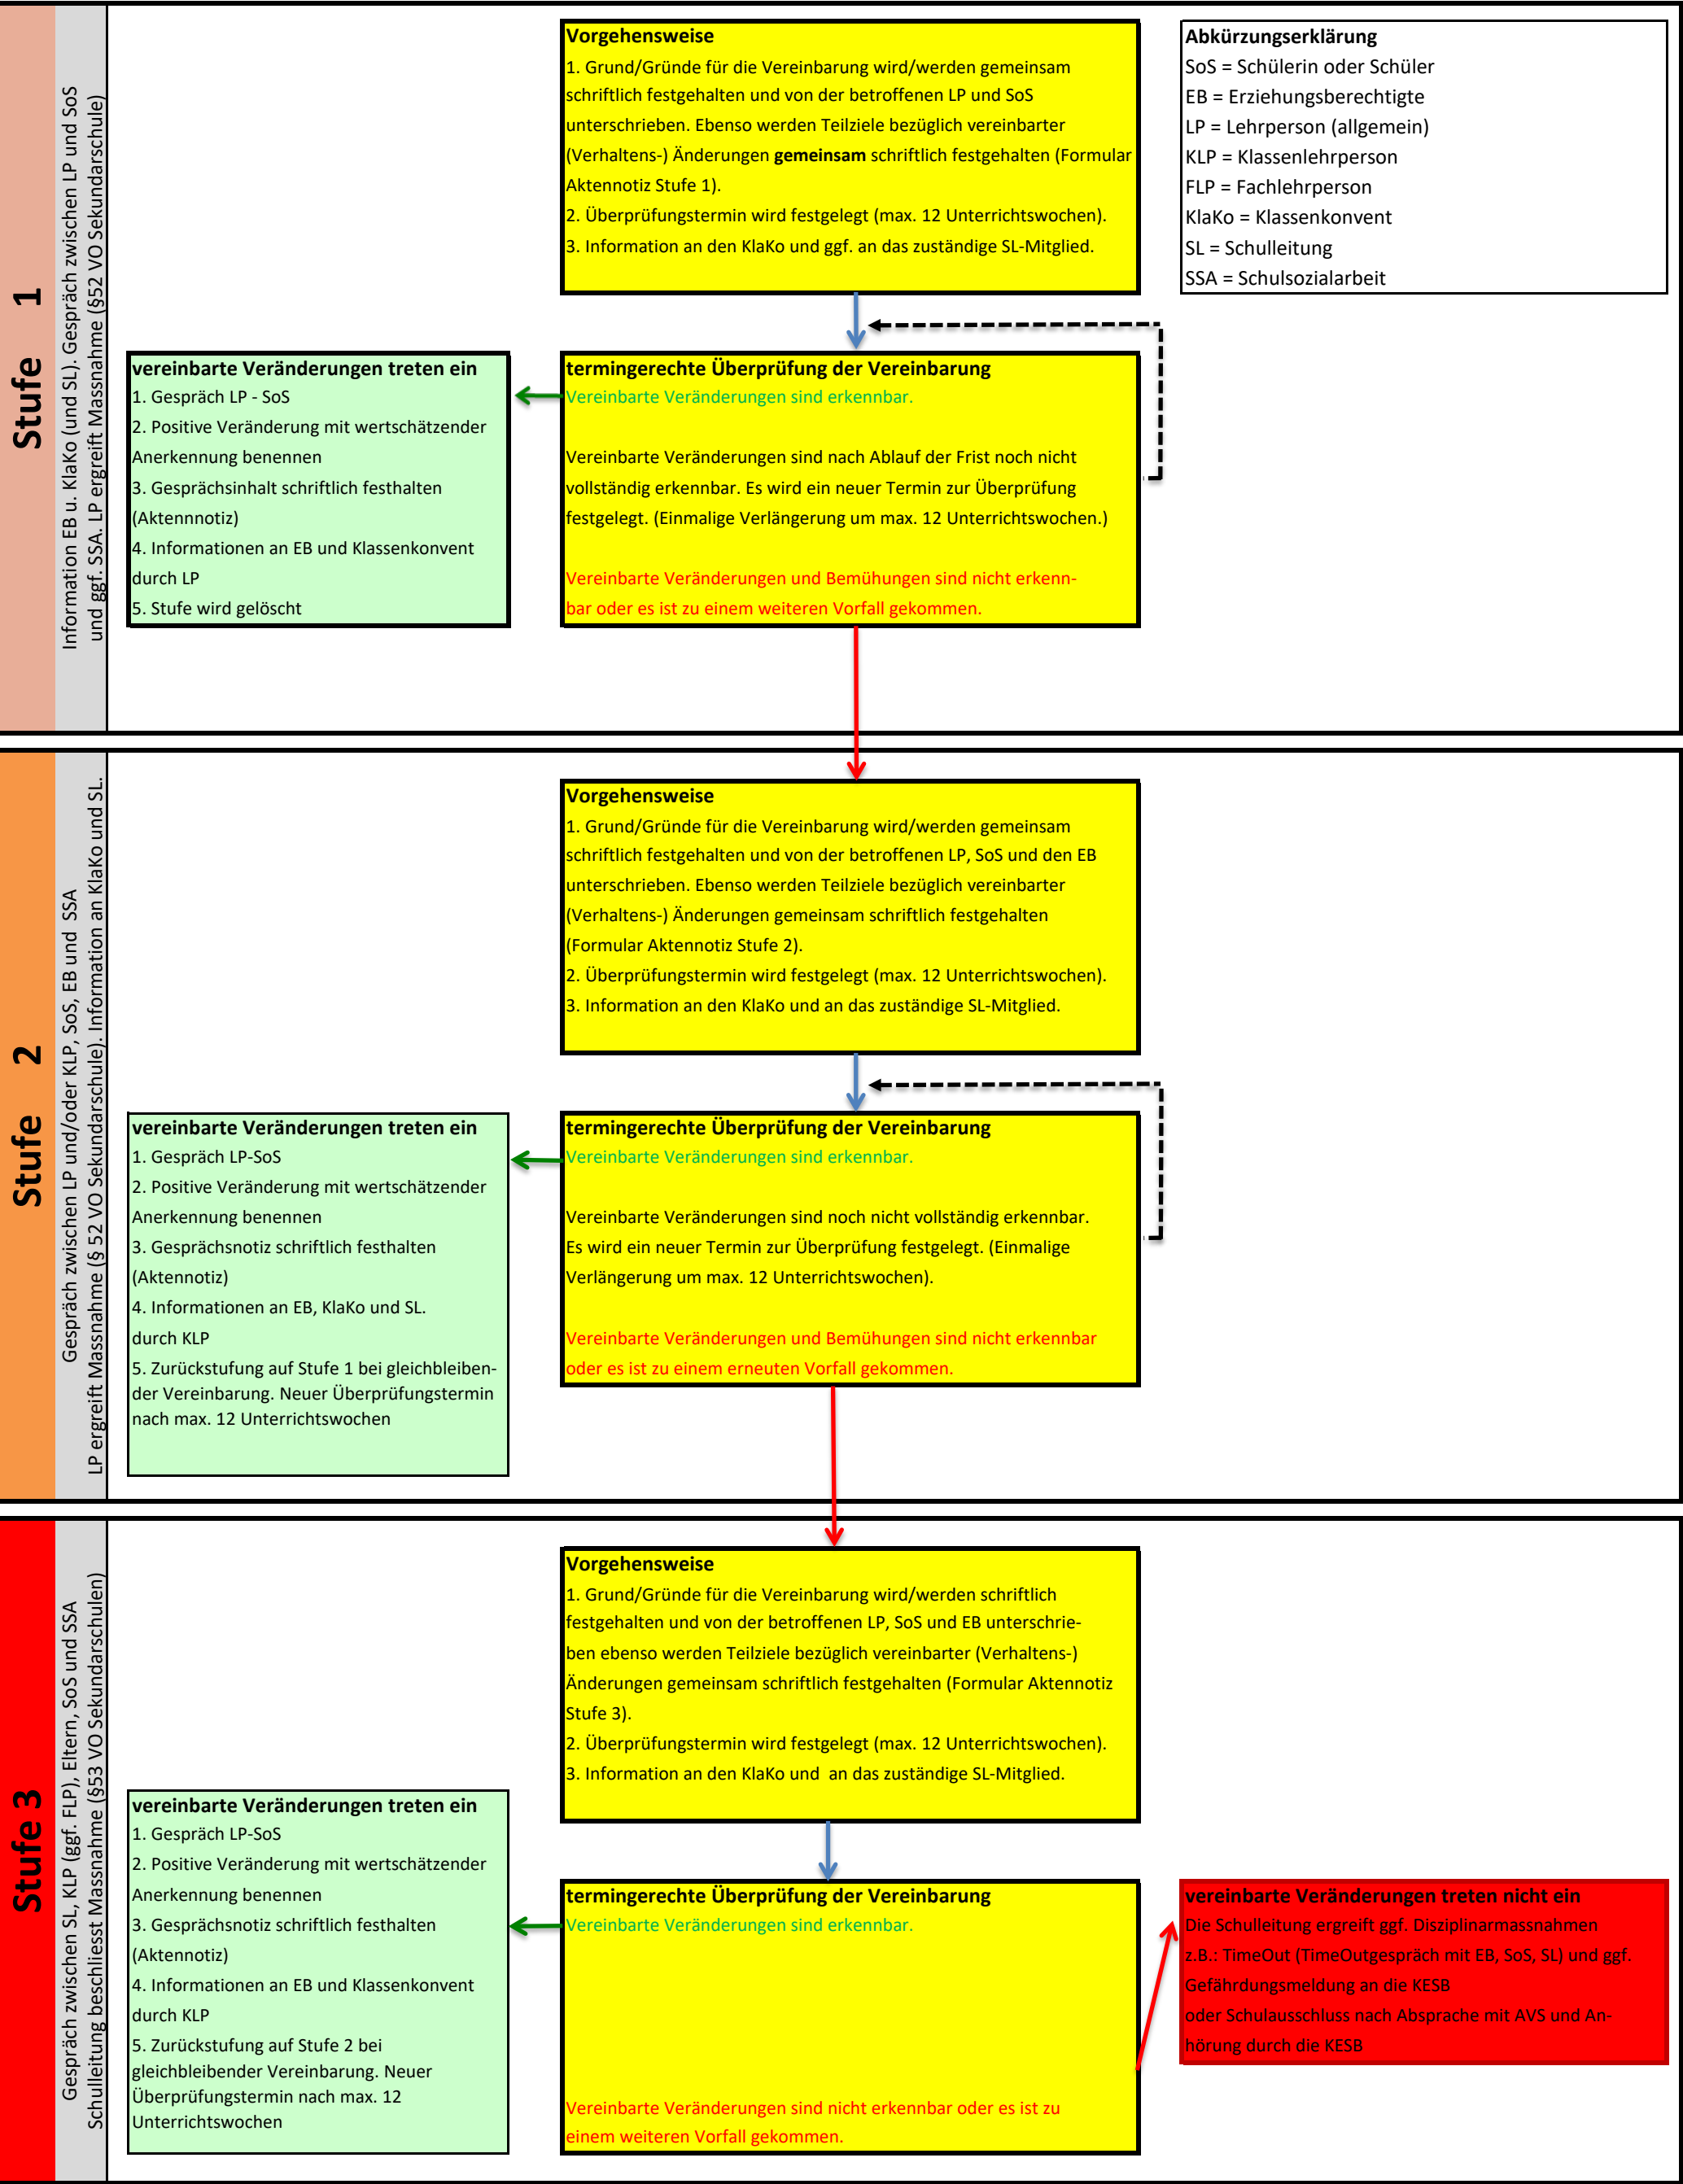 Stufe 1
Information EB u. KlaKo (und SL). Gespräch zwischen LP und SoS
und ggf. SSA. LP ergreift Massnahme (§52 VO Sekundarschule)
Vorgehensweise
1. Grund/Gründe für die Vereinbarung wird/werden gemeinsam
schriftlich festgehalten und von der betroffenen LP und SoS
unterschrieben. Ebenso werden Teilziele bezüglich vereinbarter
(Verhaltens-) Änderungen gemeinsam schriftlich festgehalten (Formular
Aktennotiz Stufe 1).
2. Überprüfungstermin wird festgelegt (max. 12 Unterrichtswochen).
3. Information an den KlaKo und ggf. an das zuständige SL-Mitglied.
Abkürzungserklärung
SoS = Schülerin oder Schüler
EB = Erziehungsberechtigte
LP = Lehrperson (allgemein)
KLP = Klassenlehrperson
FLP = Fachlehrperson
KlaKo = Klassenkonvent
SL = Schulleitung
SSA = Schulsozialarbeit
vereinbarte Veränderungen treten ein
1. Gespräch LP - SoS
2. Positive Veränderung mit wertschätzender
Anerkennung benennen
3. Gesprächsinhalt schriftlich festhalten
(Aktennnotiz)
4. Informationen an EB und Klassenkonvent
durch LP
5. Stufe wird gelöscht
termingerechte Überprüfung der Vereinbarung
Vereinbarte Veränderungen sind erkennbar.
Vereinbarte Veränderungen sind nach Ablauf der Frist noch nicht
vollständig erkennbar. Es wird ein neuer Termin zur Überprüfung
festgelegt. (Einmalige Verlängerung um max. 12 Unterrichtswochen.)
Vereinbarte Veränderungen und Bemühungen sind nicht erkenn-
bar oder es ist zu einem weiteren Vorfall gekommen.
Stufe 2
Gespräch zwischen LP und/oder KLP, SoS, EB und SSA
LP ergreift Massnahme (§ 52 VO Sekundarschule). Information an KlaKo und SL.
Vorgehensweise
1. Grund/Gründe für die Vereinbarung wird/werden gemeinsam
schriftlich festgehalten und von der betroffenen LP, SoS und den EB
unterschrieben. Ebenso werden Teilziele bezüglich vereinbarter
(Verhaltens-) Änderungen gemeinsam schriftlich festgehalten
(Formular Aktennotiz Stufe 2).
2. Überprüfungstermin wird festgelegt (max. 12 Unterrichtswochen).
3. Information an den KlaKo und an das zuständige SL-Mitglied.
vereinbarte Veränderungen treten ein
1. Gespräch LP-SoS
2. Positive Veränderung mit wertschätzender
Anerkennung benennen
3. Gesprächsnotiz schriftlich festhalten
(Aktennotiz)
4. Informationen an EB, KlaKo und SL.
durch KLP
5. Zurückstufung auf Stufe 1 bei gleichbleiben-
der Vereinbarung. Neuer Überprüfungstermin
nach max. 12 Unterrichtswochen
termingerechte Überprüfung der Vereinbarung
Vereinbarte Veränderungen sind erkennbar.
Vereinbarte Veränderungen sind noch nicht vollständig erkennbar.
Es wird ein neuer Termin zur Überprüfung festgelegt. (Einmalige
Verlängerung um max. 12 Unterrichtswochen).
Vereinbarte Veränderungen und Bemühungen sind nicht erkennbar
oder es ist zu einem erneuten Vorfall gekommen.
Stufe 3
Gespräch zwischen SL, KLP (ggf. FLP), Eltern, SoS und SSA
Schulleitung beschliesst Massnahme (§53 VO Sekundarschulen)
Vorgehensweise
1. Grund/Gründe für die Vereinbarung wird/werden schriftlich
festgehalten und von der betroffenen LP, SoS und EB unterschrie-
ben ebenso werden Teilziele bezüglich vereinbarter (Verhaltens-)
Änderungen gemeinsam schriftlich festgehalten (Formular Aktennotiz
Stufe 3).
2. Überprüfungstermin wird festgelegt (max. 12 Unterrichtswochen).
3. Information an den KlaKo und an das zuständige SL-Mitglied.
vereinbarte Veränderungen treten ein
1. Gespräch LP-SoS
2. Positive Veränderung mit wertschätzender
Anerkennung benennen
3. Gesprächsnotiz schriftlich festhalten
(Aktennotiz)
4. Informationen an EB und Klassenkonvent
durch KLP
5. Zurückstufung auf Stufe 2 bei
gleichbleibender Vereinbarung. Neuer
Überprüfungstermin nach max. 12
Unterrichtswochen
termingerechte Überprüfung der Vereinbarung
Vereinbarte Veränderungen sind erkennbar.
Vereinbarte Veränderungen sind nicht erkennbar oder es ist zu
einem weiteren Vorfall gekommen.
vereinbarte Veränderungen treten nicht ein
Die Schulleitung ergreift ggf. Disziplinarmassnahmen
z.B.: TimeOut (TimeOutgespräch mit EB, SoS, SL) und ggf.
Gefährdungsmeldung an die KESB
oder Schulausschluss nach Absprache mit AVS und An-
hörung durch die KESB